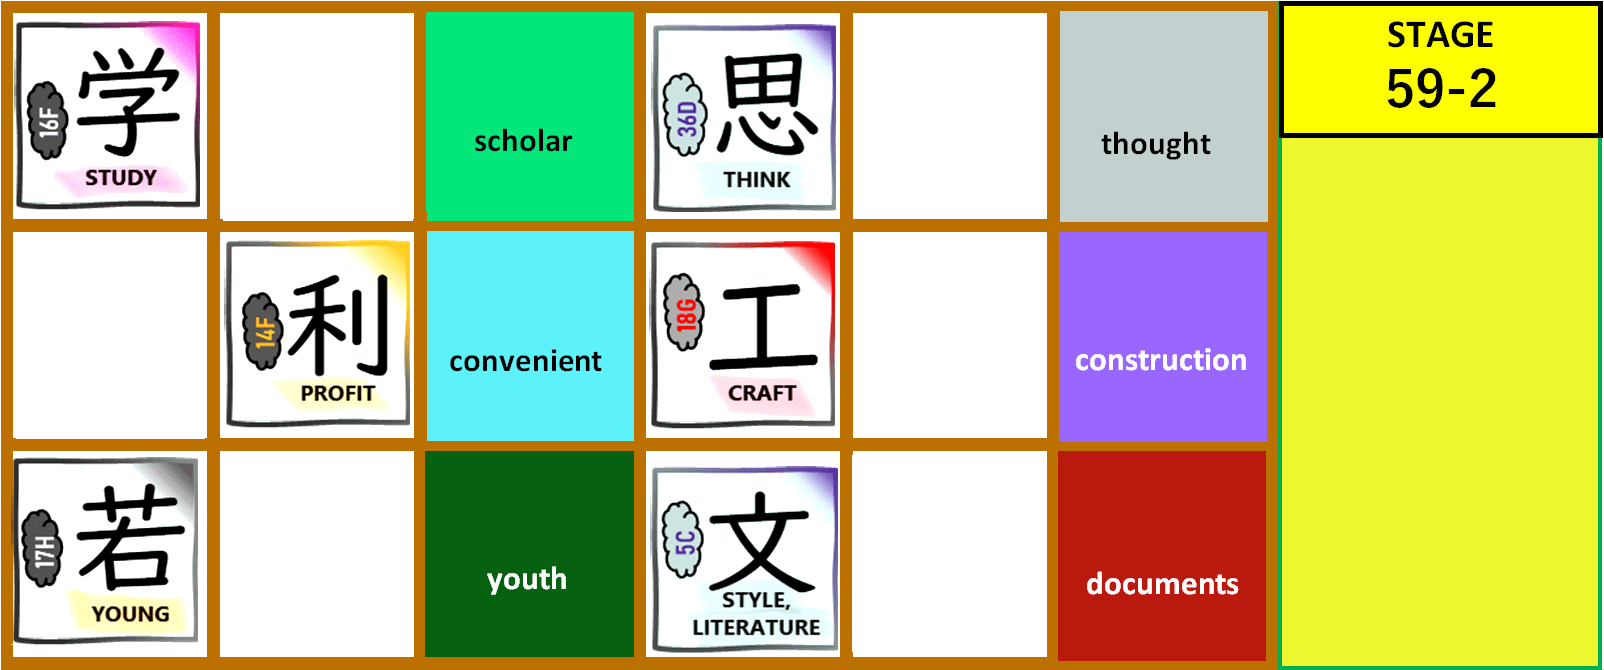 16F
学
STUDY
scholar
36D
思
THINK
thought
STAGE
59-2
14F
利
PROFIT
convenient
18G
工
CRAFT
construction
17H
若
YOUNG
youth
5C
文
STYLE,
LITERATURE
documents